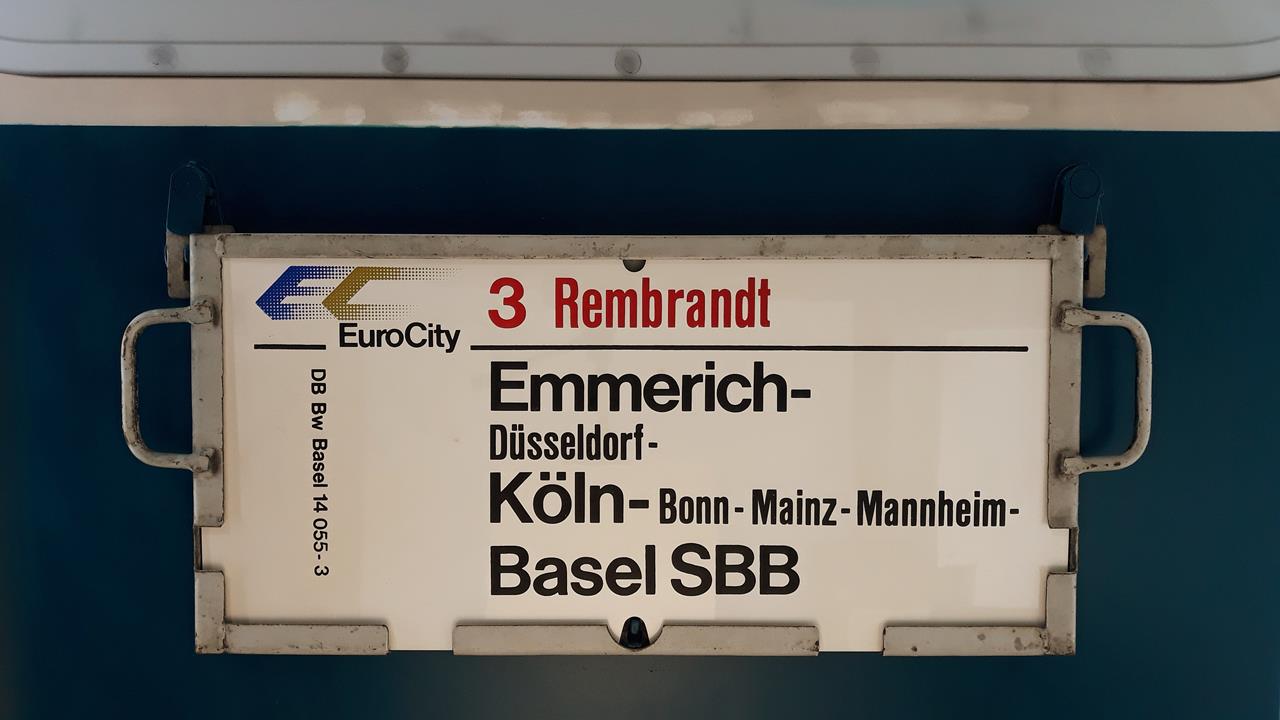 EC
EuroCity
3 Rembrandt
Emmerich-
Düsseldorf-
Köln- Bonn- Mainz- Mannheim-
Basel SBB
DB Bw Basel 14 055-3